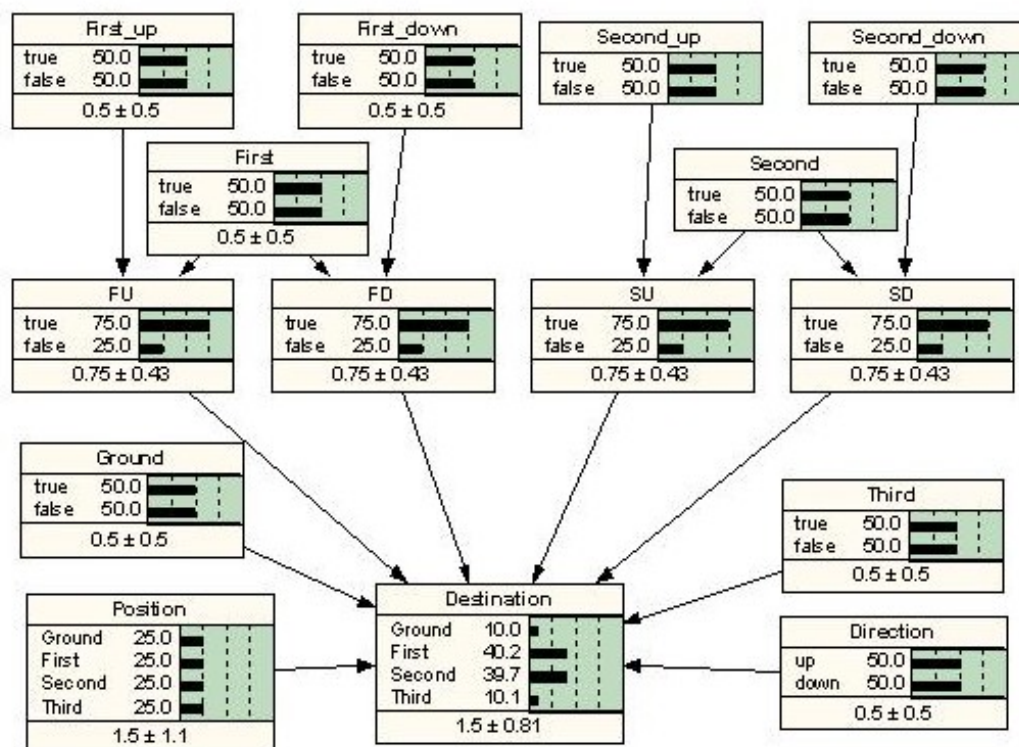 First_up
true 50.0
false 50.0
0.5 ± 0.5
First_down
true 50.0
false 50.0
0.5 ± 0.5
Second_up
true 50.0
false 50.0
Second_down
true 50.0
false 50.0
First
true 50.0
false 50.0
0.5 ± 0.5
Second
true 50.0
false 50.0
FU
true 75.0
false 25.0
0.75 ± 0.43
FD
true 75.0
false 25.0
0.75 ± 0.43
SU
true 75.0
false 25.0
0.75 ± 0.43
SD
true 75.0
false 25.0
0.75 ± 0.43
Ground
true 50.0
false 50.0
0.5 ± 0.5
Third
true 50.0
false 50.0
0.5 ± 0.5
Position
Ground 25.0
First 25.0
Second 25.0
Third 25.0
1.5 ± 1.1
Destination
Ground 10.0
First 40.2
Second 39.7
Third 10.1
1.5 ± 0.81
Direction
up 50.0
down 50.0
0.5 ± 0.5